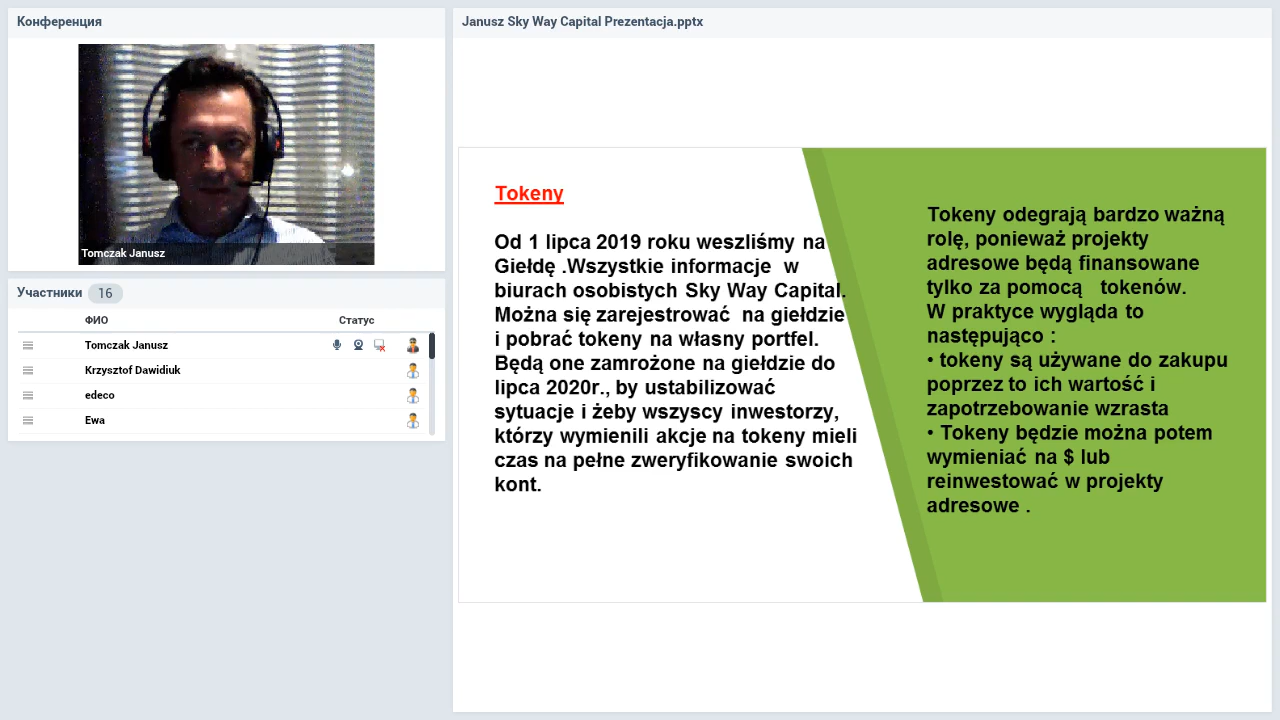 Конференция
Tomczak Janusz
Участники 16
ФИО Статус
Tomczak Janusz
Krzysztof Dawidiuk
edeco
Ewa
Janusz Sky Way Capital Prezentacja.pptx
Tokeny
Od 1 lipca 2019 roku weszliśmy na
Giełdę .Wszystkie informacje w
biurach osobistych Sky Way Capital.
Można się zarejestrować na giełdzie
i pobrać tokeny na własny portfel.
Będą one zamrożone na giełdzie do
lipca 2020r., by ustabilizować
sytuacje i żeby wszyscy inwestorzy,
którzy wymienili akcje na tokeny mieli
czas na pełne zweryfikowanie swoich
kont.
Tokeny odegrają bardzo ważną
rolę, ponieważ projekty
adresowe będą finansowane
tylko za pomocą tokenów.
W praktyce wygląda to
następująco :
• tokeny są używane do zakupu
poprzez to ich wartość i
zapotrzebowanie wzrasta
• Tokeny będzie można potem
wymieniać na $ lub
reinwestować w projekty
adresowe .